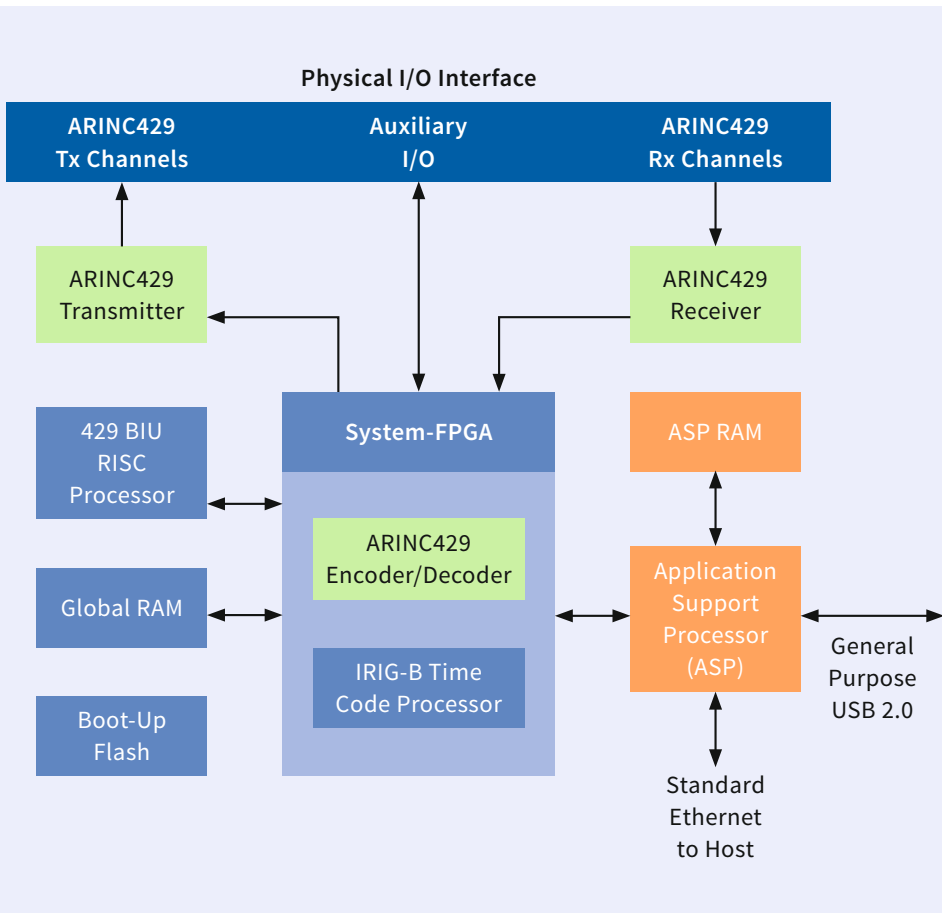 Physical I/O Interface
ARINC429
Tx Channels
Auxiliary
I/O
ARINC429
Rx Channels
ARINC429
Transmitter
ARINC429
Receiver
429 BIU
RISC
Processor
System-FPGA
ASP RAM
ARINC429
Encoder/Decoder
Global RAM
Application
Support
Processor
(ASP)
General
Purpose
USB 2.0
IRIG-B Time
Code Processor
Boot-Up
Flash
Standard
Ethernet
to Host